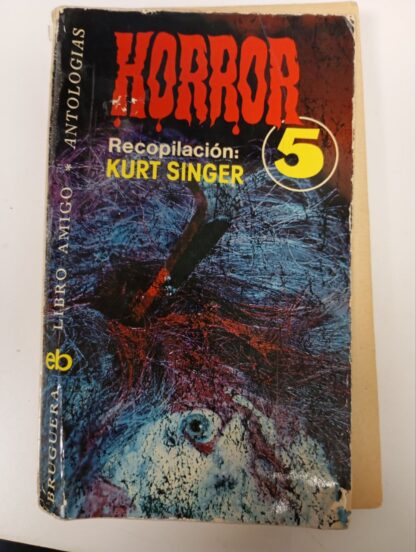 HORROR
5
Recopilación:
KURT SINGER
BRUGUERA eb LIBRO AMIGO * ANTOLOGIAS